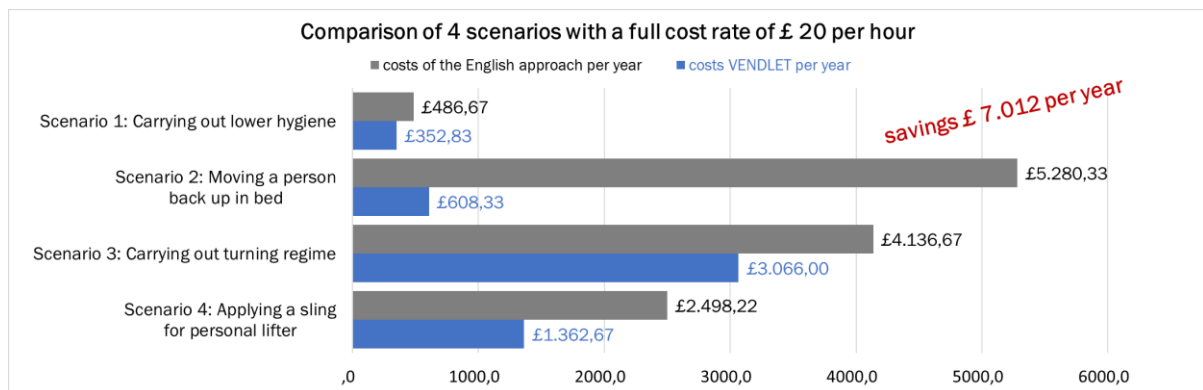 Comparison of 4 scenarios with a full cost rate of £ 20 per hour
costs of the English approach per year
costs VENDLET per year
savings £ 7.012 per year
Scenario 1: Carrying out lower hygiene
£486,67
£352,83
Scenario 2: Moving a person
back up in bed
£5.280,33
£608,33
Scenario 3: Carrying out turning regime
£4.136,67
£3.066,00
Scenario 4: Applying a sling
for personal lifter
£2.498,22
£1.362,67
,0
1000,0
2000,0
3000,0
4000,0
5000,0
6000,0